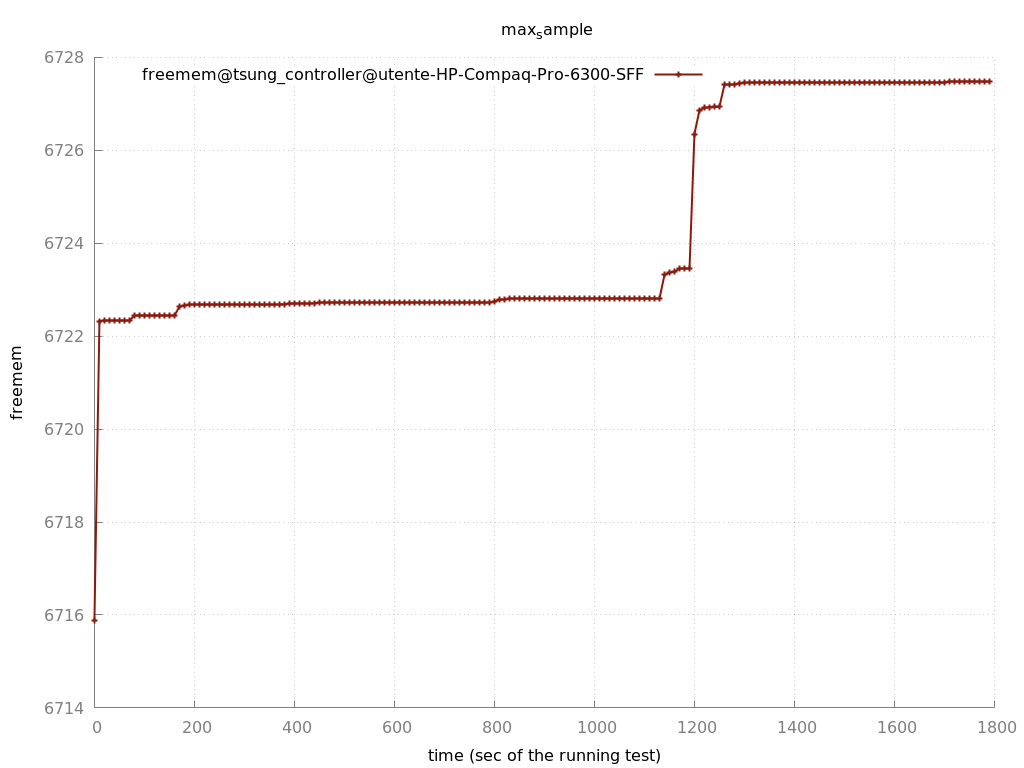 max_sample
freemem@tsung_controller@utente-HP-Compaq-Pro-6300-SFF
6728
6726
6724
6722
6720
6718
6716
6714
freemem
0 200 400 600 800 1000 1200 1400 1600 1800
time (sec of the running test)